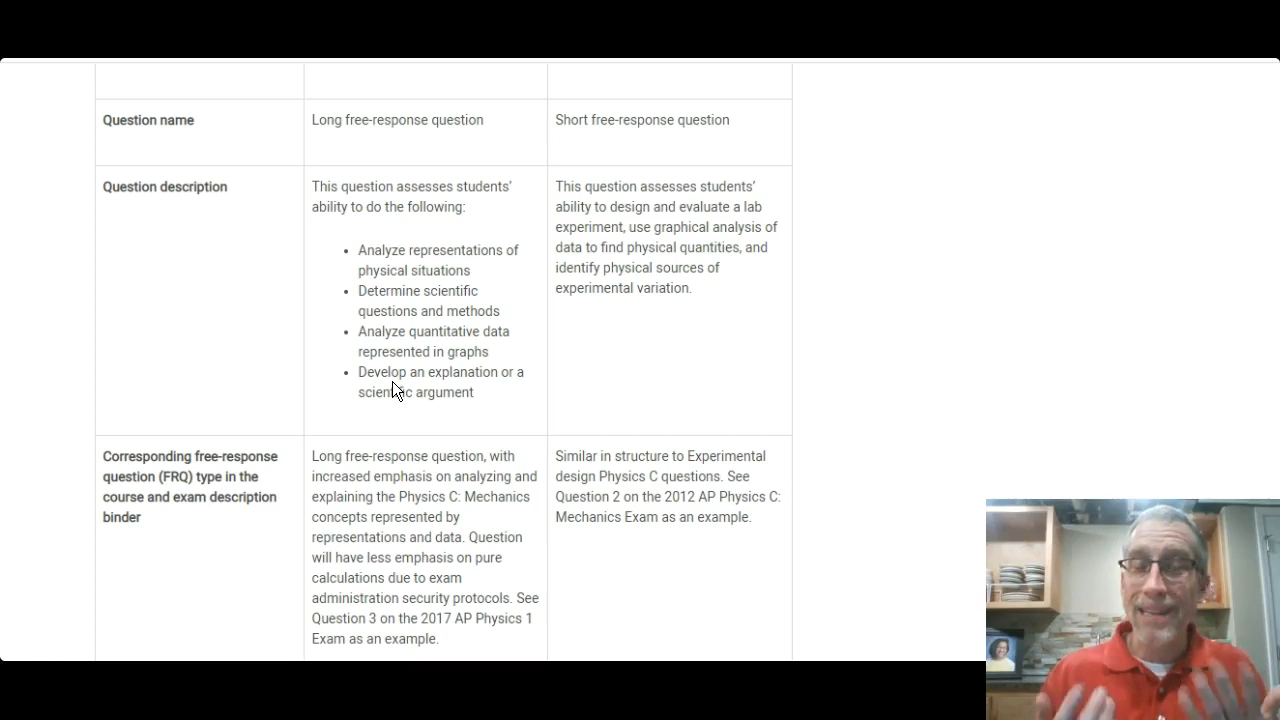 Question name
Long free-response question
Short free-response question
Question description
This question assesses students’
ability to do the following:
• Analyze representations of
physical situations
• Determine scientific
questions and methods
• Analyze quantitative data
represented in graphs
• Develop an explanation or a
scientific argument
This question assesses students’
ability to design and evaluate a lab
experiment, use graphical analysis of
data to find physical quantities, and
identify physical sources of
experimental variation.
Corresponding free-response
question (FRQ) type in the
course and exam description
binder
Long free-response question, with
increased emphasis on analyzing and
explaining the Physics C: Mechanics
concepts represented by
representations and data. Question
will have less emphasis on pure
calculations due to exam
administration security protocols. See
Question 3 on the 2017 AP Physics 1
Exam as an example.
Similar in structure to Experimental
design Physics C questions. See
Question 2 on the 2012 AP Physics C:
Mechanics Exam as an example.